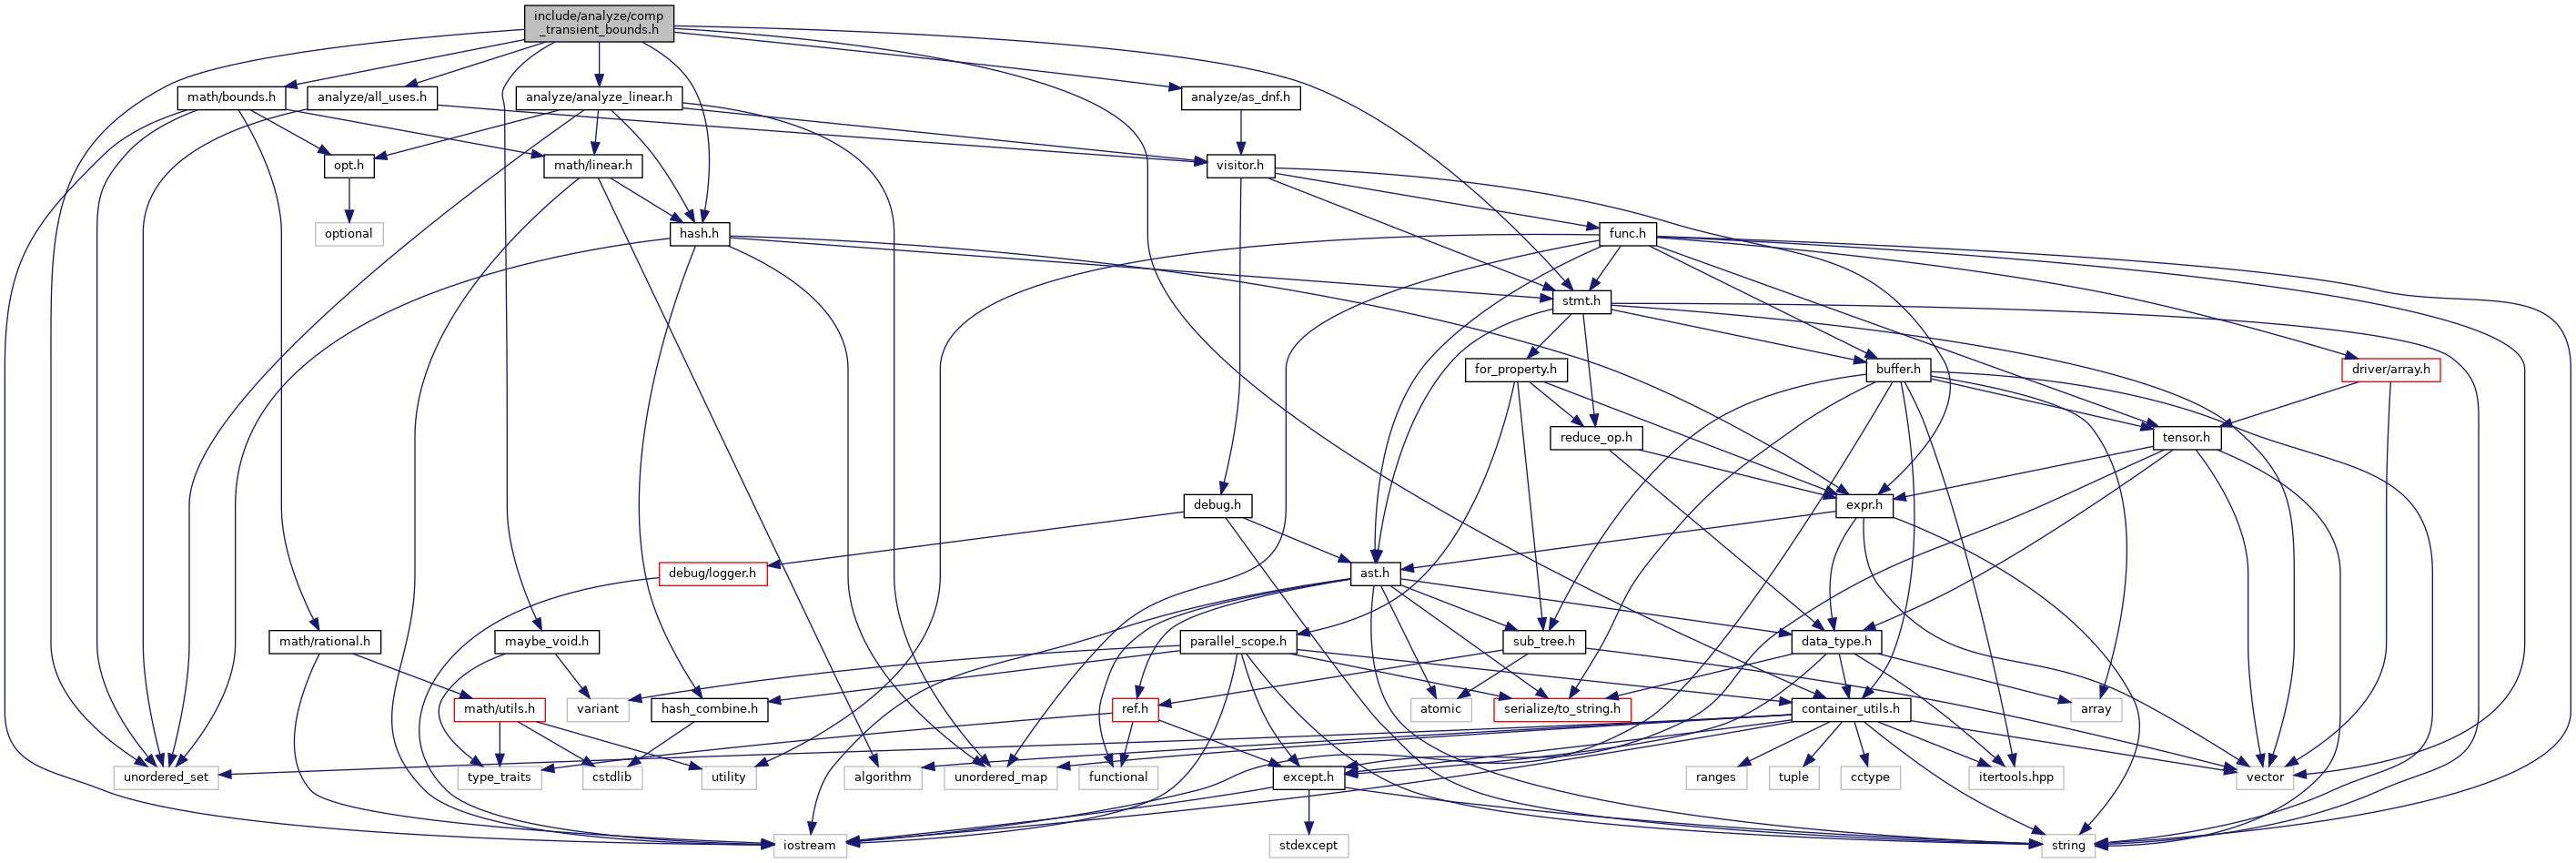 include/analyze/comp
_transient_bounds.h
math/bounds.h
analyze/all_uses.h
analyze/analyze_linear.h
analyze/as_dnf.h
opt.h
math/linear.h
visitor.h
optional
hash.h
func.h
stmt.h
for_property.h
buffer.h
driver/array.h
reduce_op.h
tensor.h
debug.h
expr.h
debug/logger.h
ast.h
math/rational.h
maybe_void.h
parallel_scope.h
sub_tree.h
data_type.h
math/utils.h
variant
hash_combine.h
ref.h
atomic
serialize/to_string.h
container_utils.h
array
unordered_set
type_traits
cstdlib
utility
algorithm
unordered_map
functional
except.h
ranges
tuple
cctype
itertools.hpp
vector
iostream
stdexcept
string